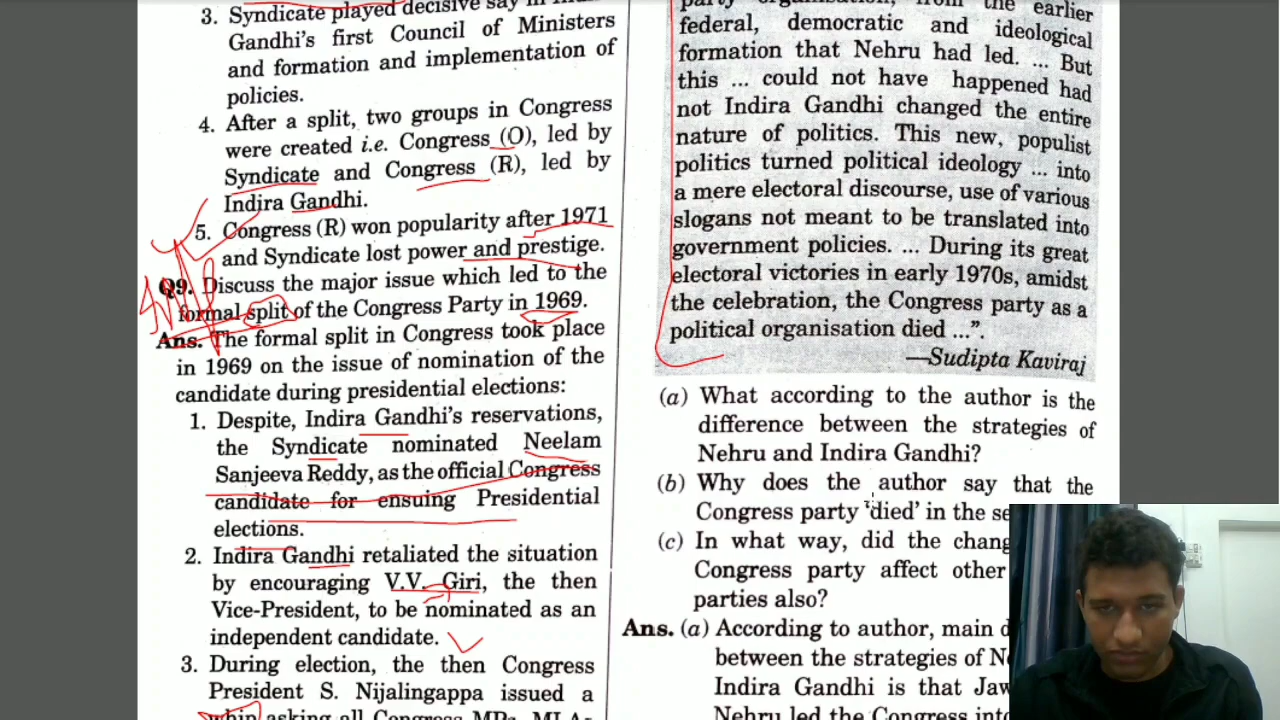 3. Syndicate played decisive say in
Gandhi's first Council of Ministers
and formation and implementation of
policies.
4. After a split, two groups in Congress
were created i.e. Congress (O), led by
Syndicate and Congress (R), led by
Indira Gandhi.
5. Congress (R) won popularity after 1971
and Syndicate lost power and prestige.
Q9. Discuss the major issue which led to the
formal split of the Congress Party in 1969.
Ans. The formal split in Congress took place
in 1969 on the issue of nomination of the
candidate during presidential elections:
1. Despite, Indira Gandhi's reservations,
the Syndicate nominated Neelam
Sanjeeva Reddy, as the official Congress
candidate for ensuing Presidential
elections.
2. Indira Gandhi retaliated the situation
by encouraging V.V. Giri, the then
Vice-President, to be nominated as an
independent candidate.
3. During election, the then Congress
President S. Nijalingappa issued a
whip asking all Congress MPs, MLAs
the earlier
federal, democratic and ideological
formation that Nehru had led. ... But
this ... could not have happened had
not Indira Gandhi changed the entire
nature of politics. This new, populist
politics turned political ideology ... into
a mere electoral discourse, use of various
slogans not meant to be translated into
government policies. ... During its great
electoral victories in early 1970s, amidst
the celebration, the Congress party as a
political organisation died ...".
—Sudipta Kaviraj
(a) What according to the author is the
difference between the strategies of
Nehru and Indira Gandhi?
(b) Why does the author say that the
Congress party 'died' in the se
(c) In what way, did the chang
Congress party affect other
parties also?
Ans. (a) According to author, main d
between the strategies of N
Indira Gandhi is that Jaw
Nehru led the Congress into